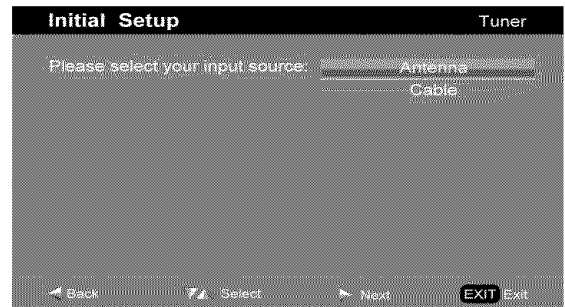 Initial Setup Tuner
Please select your input source: Antenna
Cable
Back Select Next EXIT Exit